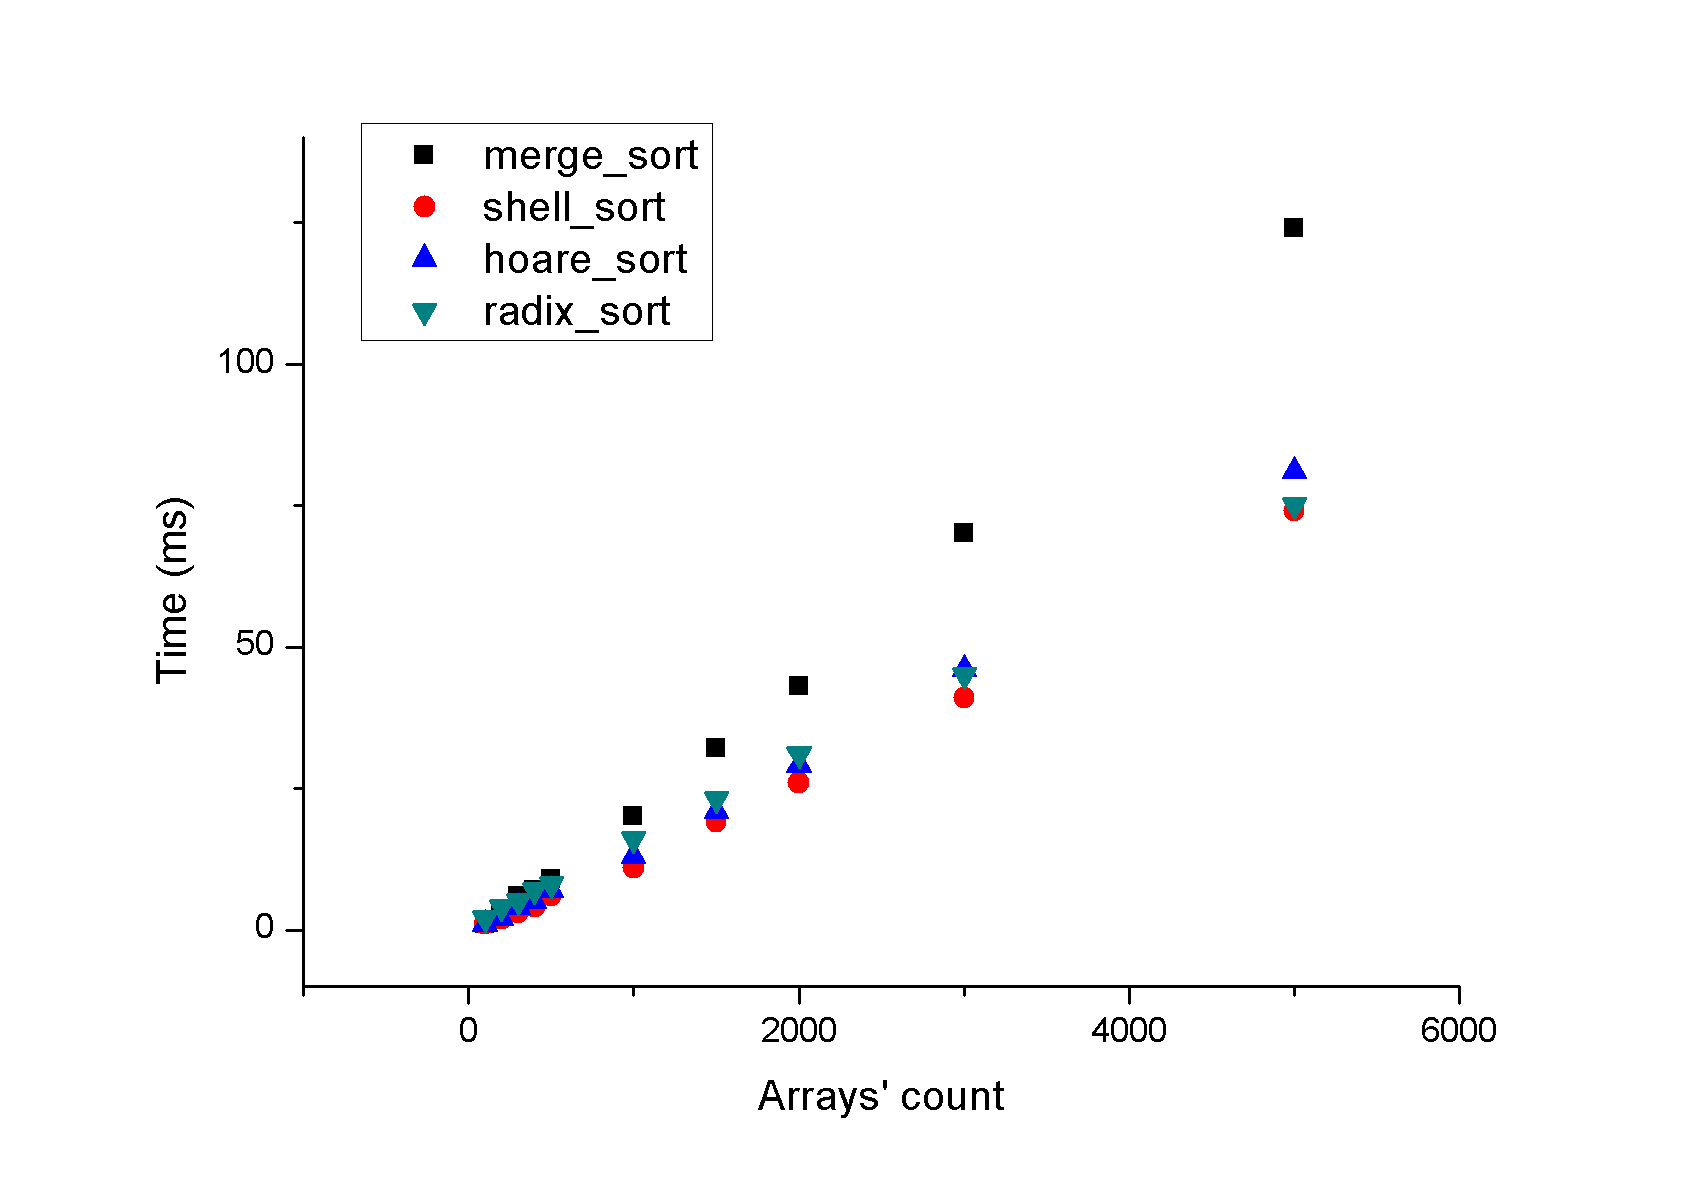 merge_sort
shell_sort
hoare_sort
radix_sort
100
50
0
Time (ms)
0 2000 4000 6000
Arrays' count